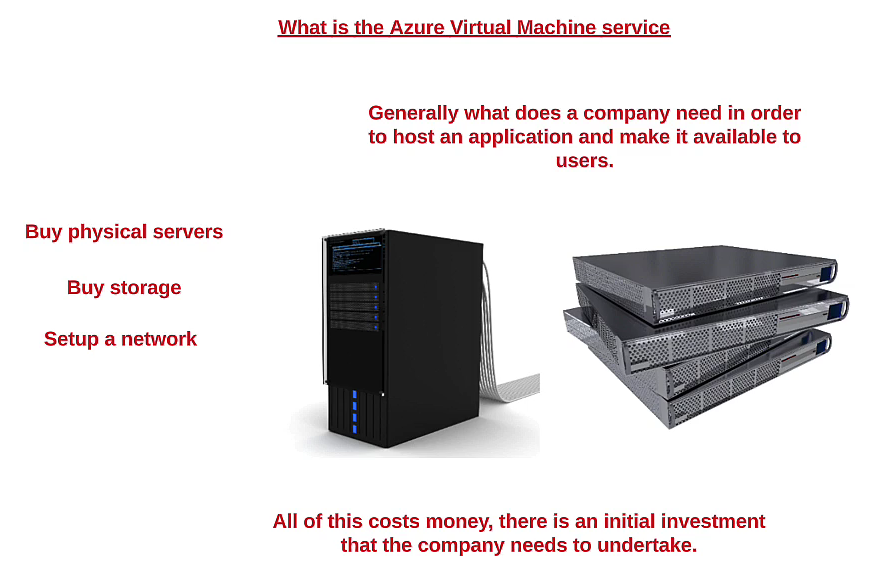 What is the Azure Virtual Machine service
Generally what does a company need in order
to host an application and make it available to
users.
Buy physical servers
Buy storage
Setup a network
All of this costs money, there is an initial investment
that the company needs to undertake.